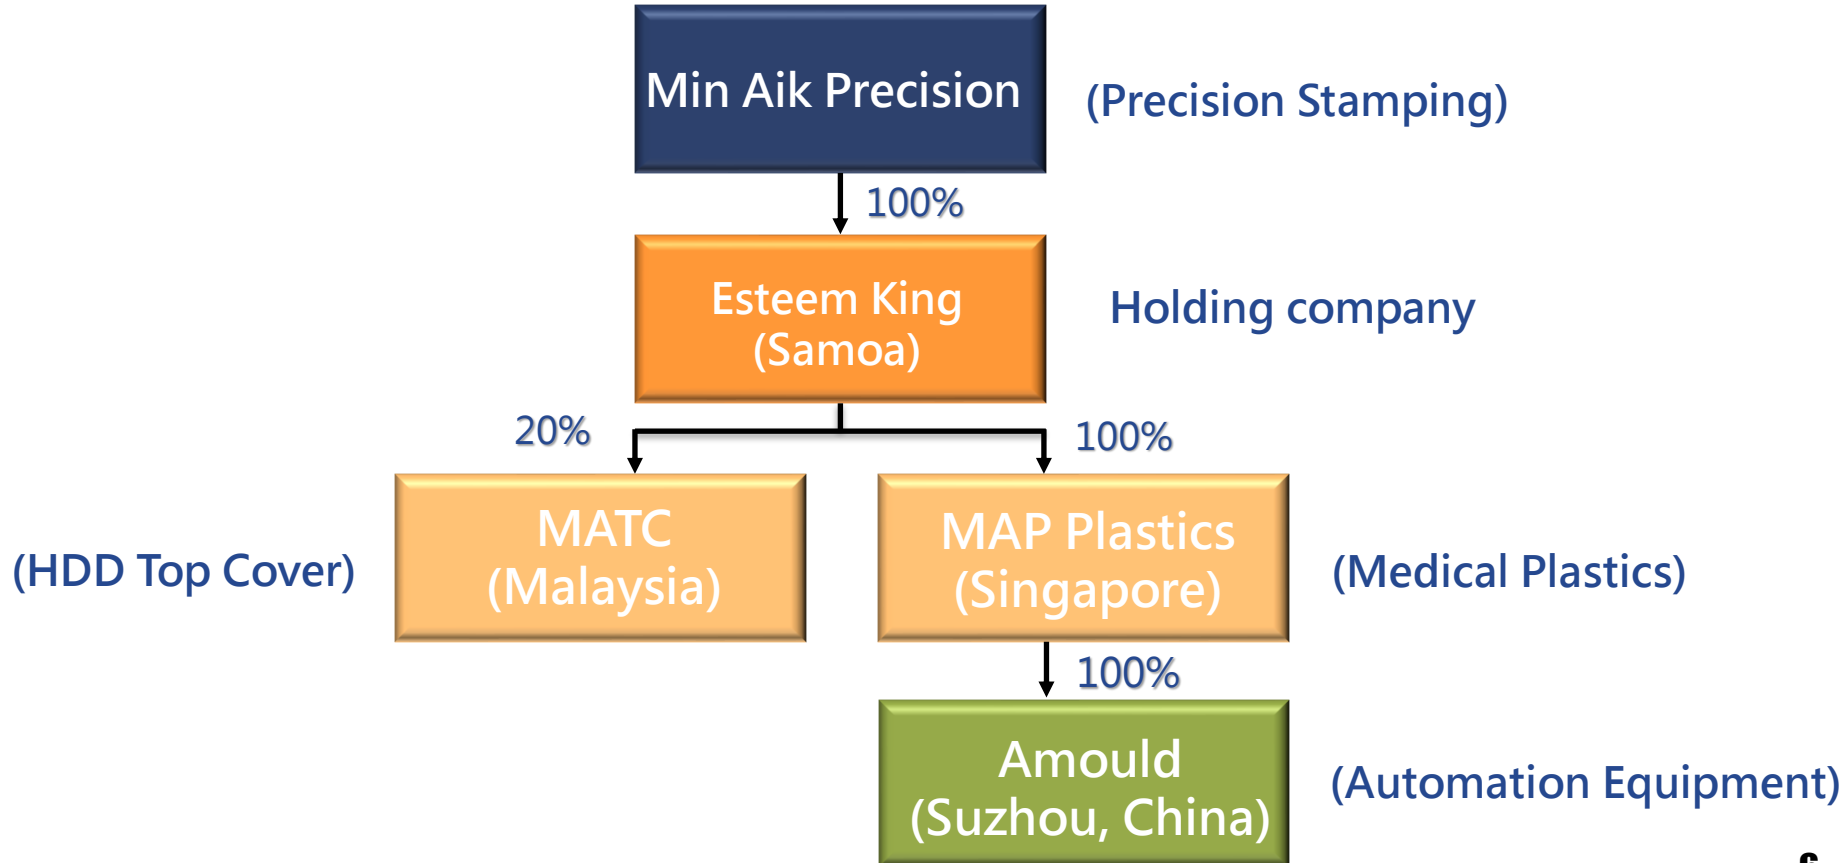 Min Aik Precision
(Precision Stamping)
100%
Esteem King
(Samoa)
Holding company
20%
100%
(HDD Top Cover)
MATC
(Malaysia)
MAP Plastics
(Singapore)
(Medical Plastics)
100%
Amould
(Suzhou, China)
(Automation Equipment)